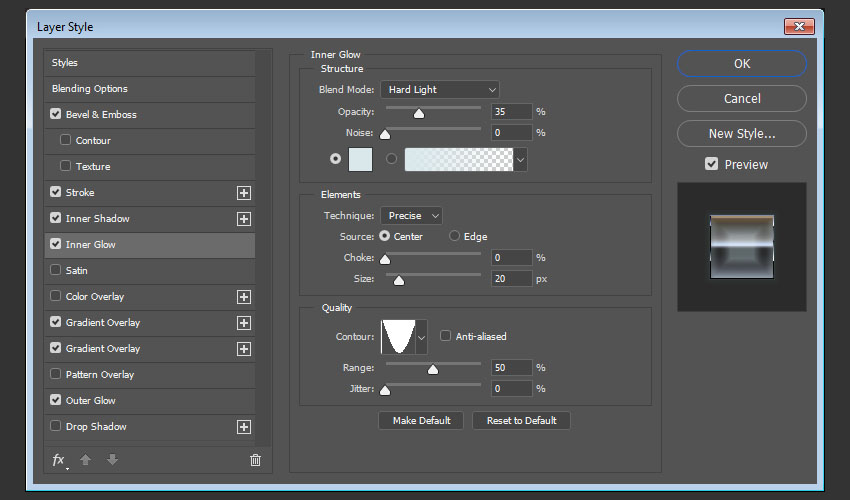 Layer Style
Styles
Blending Options
Bevel & Emboss
Contour
Texture
Stroke
Inner Shadow
Inner Glow
Satin
Color Overlay
Gradient Overlay
Gradient Overlay
Pattern Overlay
Outer Glow
Drop Shadow
fx
Inner Glow
Structure
Blend Mode: Hard Light
Opacity: 35 %
Noise: 0 %
Elements
Technique: Precise
Source: Center Edge
Choke: 0 %
Size: 20 px
Quality
Contour: Anti-aliased
Range: 50 %
Jitter: 0 %
Make Default Reset to Default
OK
Cancel
New Style...
Preview